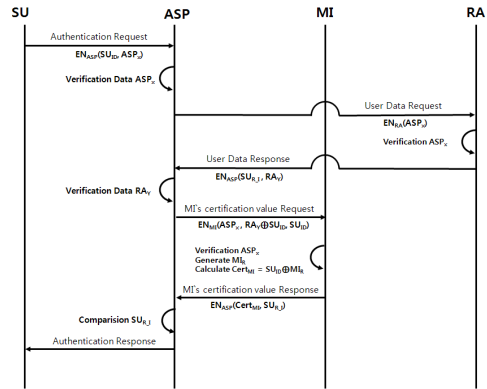 SU ASP MI RA
Authentication Request
EN_ASP(SU_ID, ASP_x)
Verification Data ASP_x
User Data Request
EN_RA(ASP_x)
Verification ASP_x
User Data Response
EN_ASP(SU_R_I, RA_Y)
Verification Data RA_Y
MI's certification value Request
EN_MI(ASP_x, RA_Y⊕SU_ID, SU_ID)
Verification ASP_x
Generate MI_R
Calculate Cert_MI = SU_ID⊕MI_R
MI's certification value Response
EN_ASP(Cert_MI, SU_R_I)
Comparision SU_R_I
Authentication Response